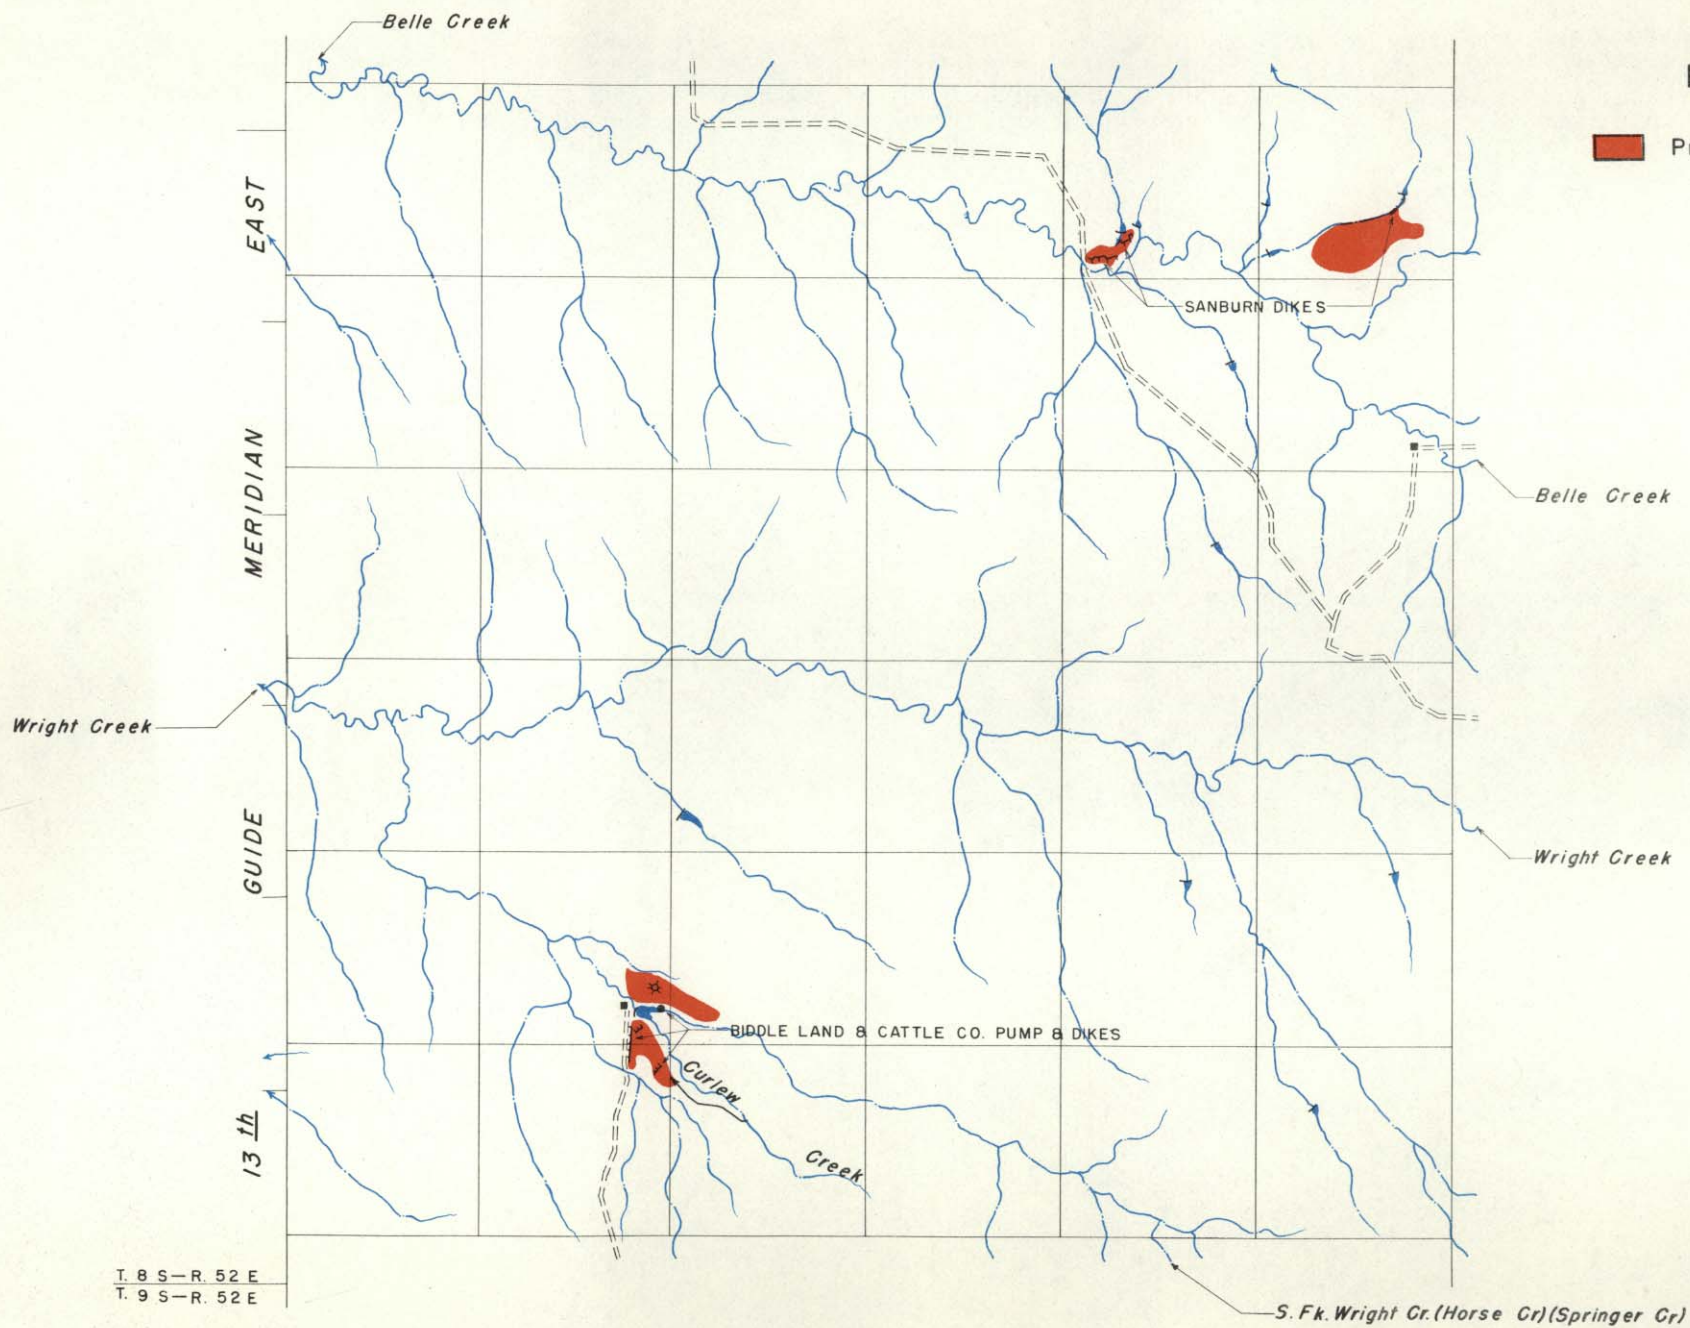 Belle Creek
EAST
SANBURN DIKES
MERIDIAN
Belle Creek
Wright Creek
GUIDE
Wright Creek
BIDDLE LAND & CATTLE CO. PUMP & DIKES
Curlew
Creek
13 th
T. 8 S—R. 52 E
T. 9 S—R. 52 E
S. Fk. Wright Cr. (Horse Cr) (Springer Cr)